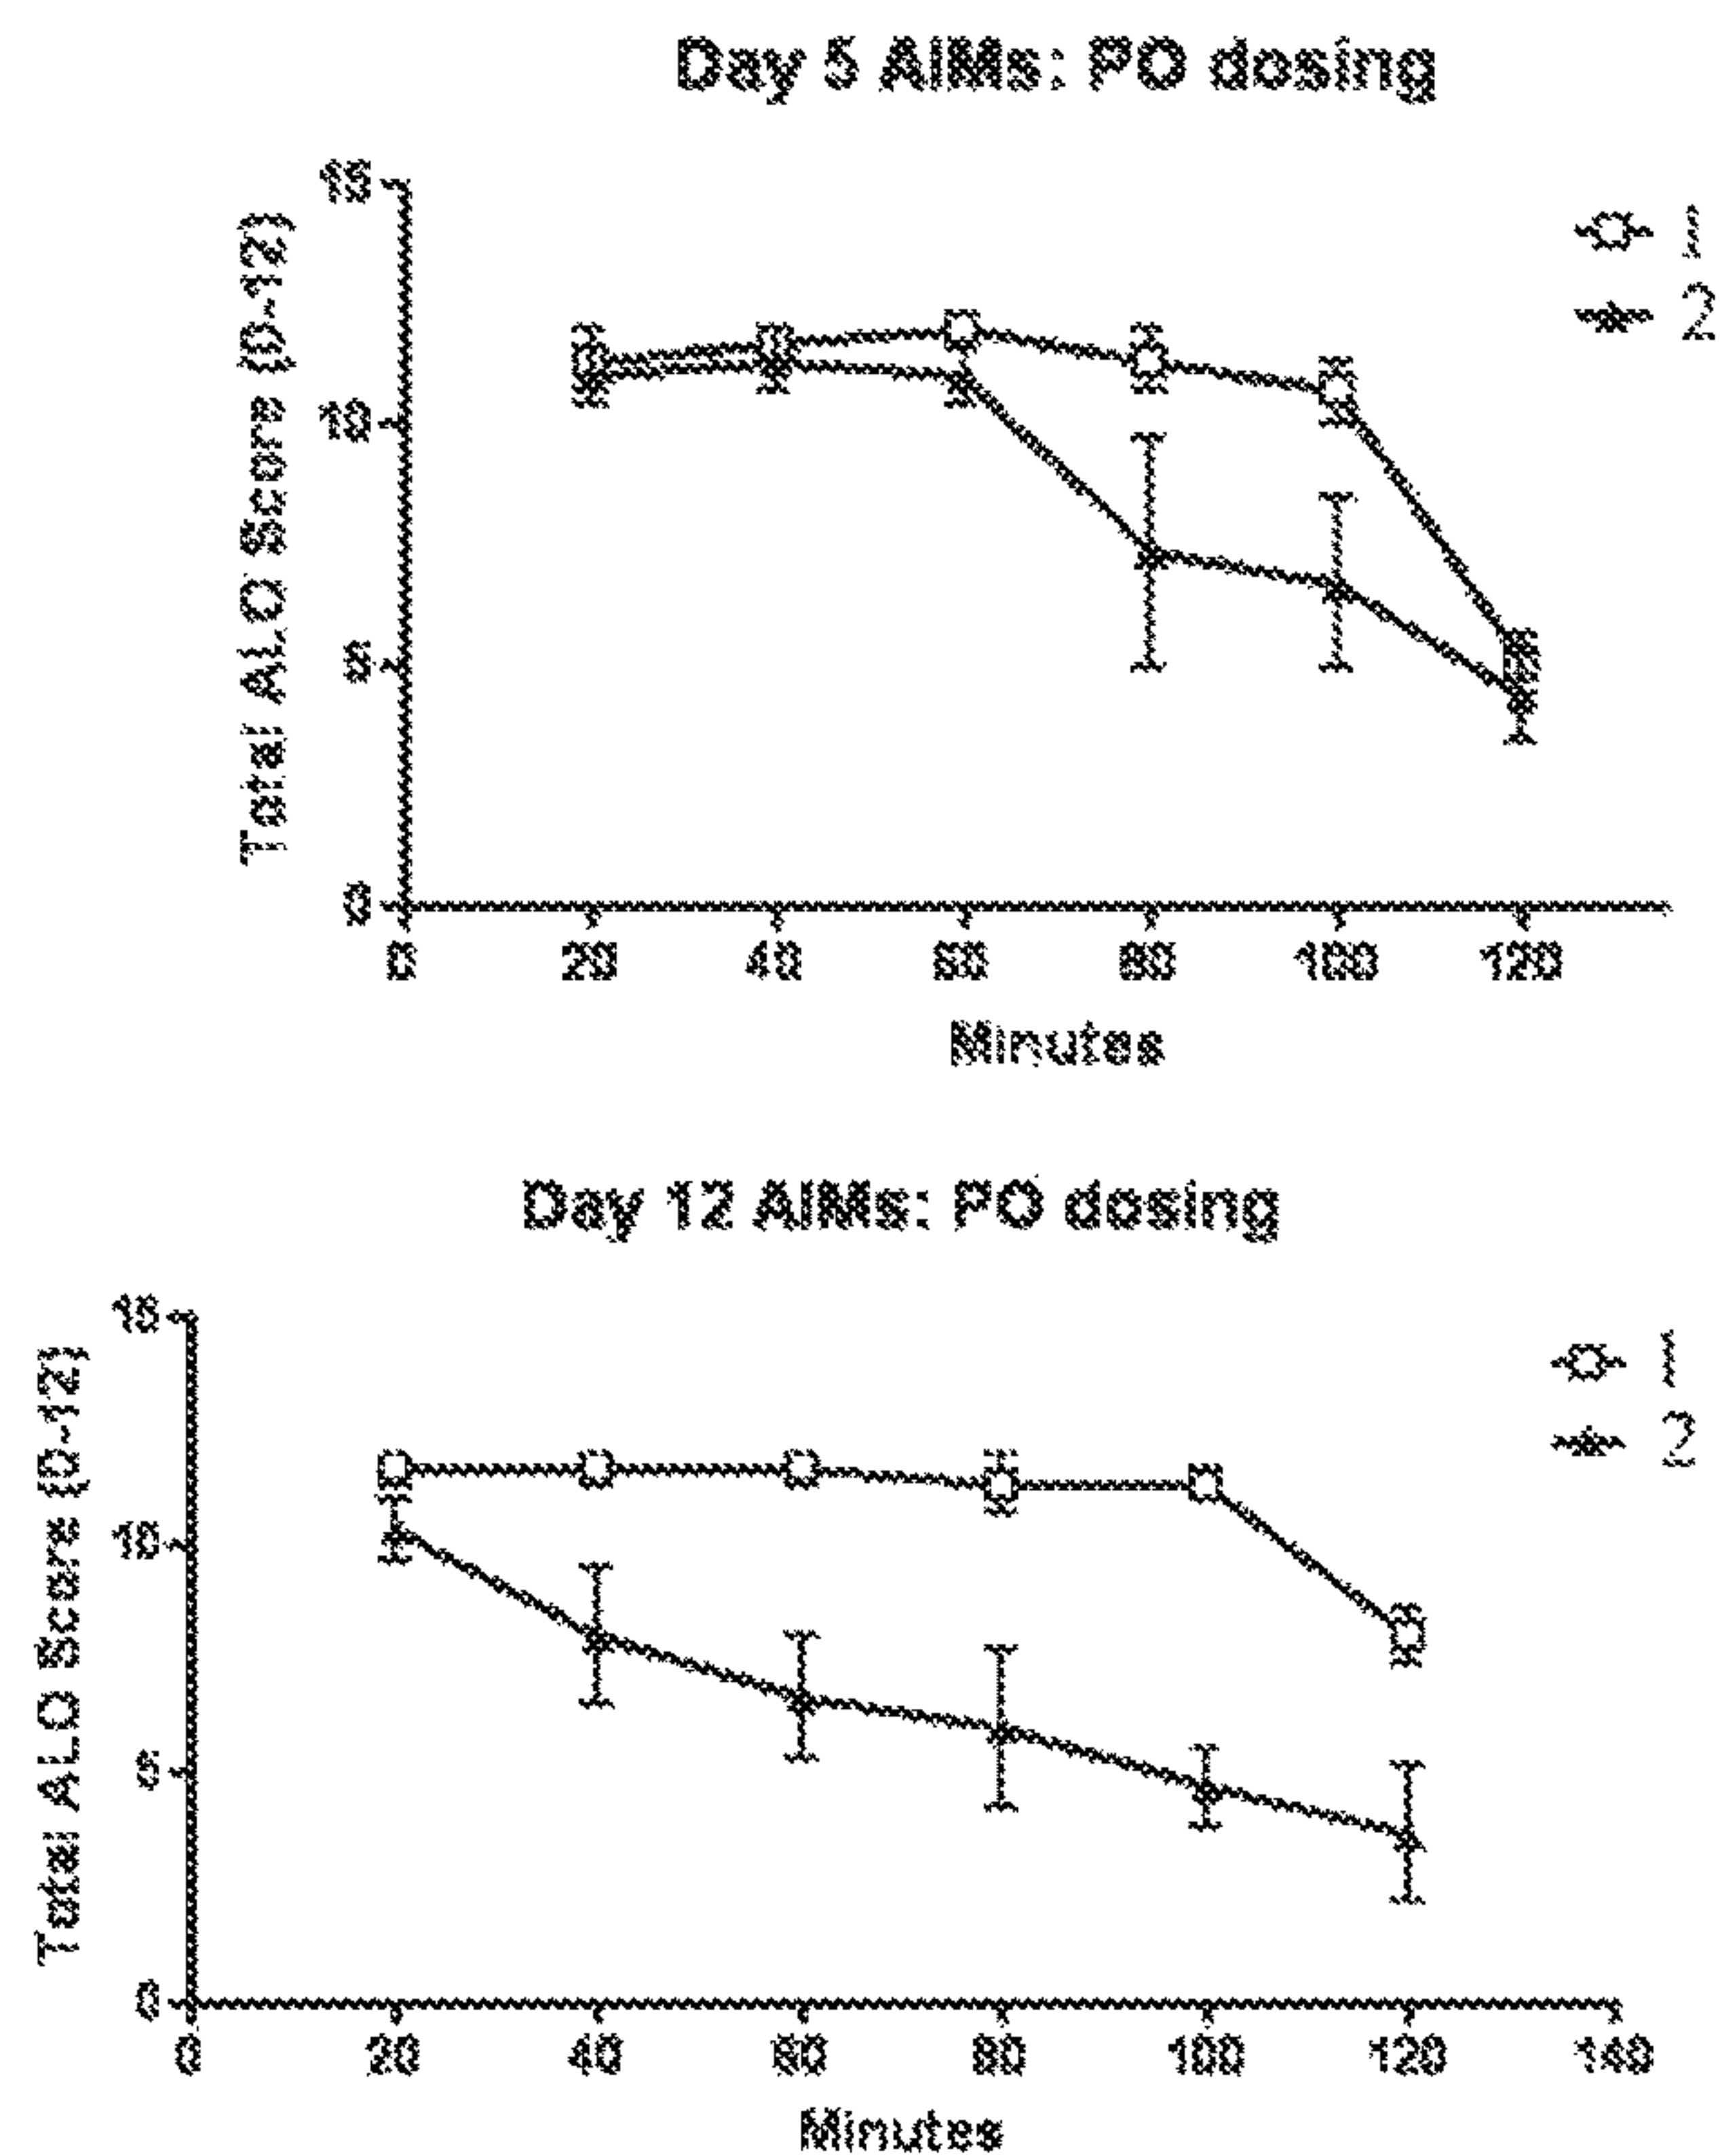 Day 5 AIMs: PO dosing
Total ALO Score (0-12)
15
10
5
0
1
2
0 20 40 60 80 100 120
Minutes
Day 12 AIMs: PO dosing
Total ALO Score (0-12)
15
10
5
0
1
2
0 20 40 60 80 100 120 140
Minutes